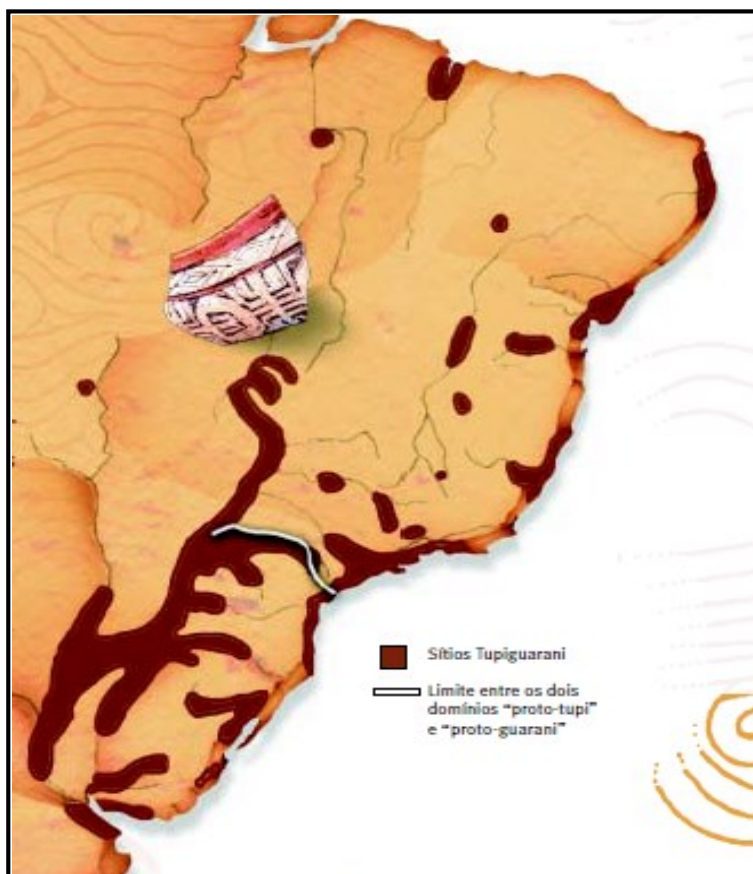 Sítios Tupiguarani
Limite entre os dois
domínios “proto-tupi”
e “proto-guarani”